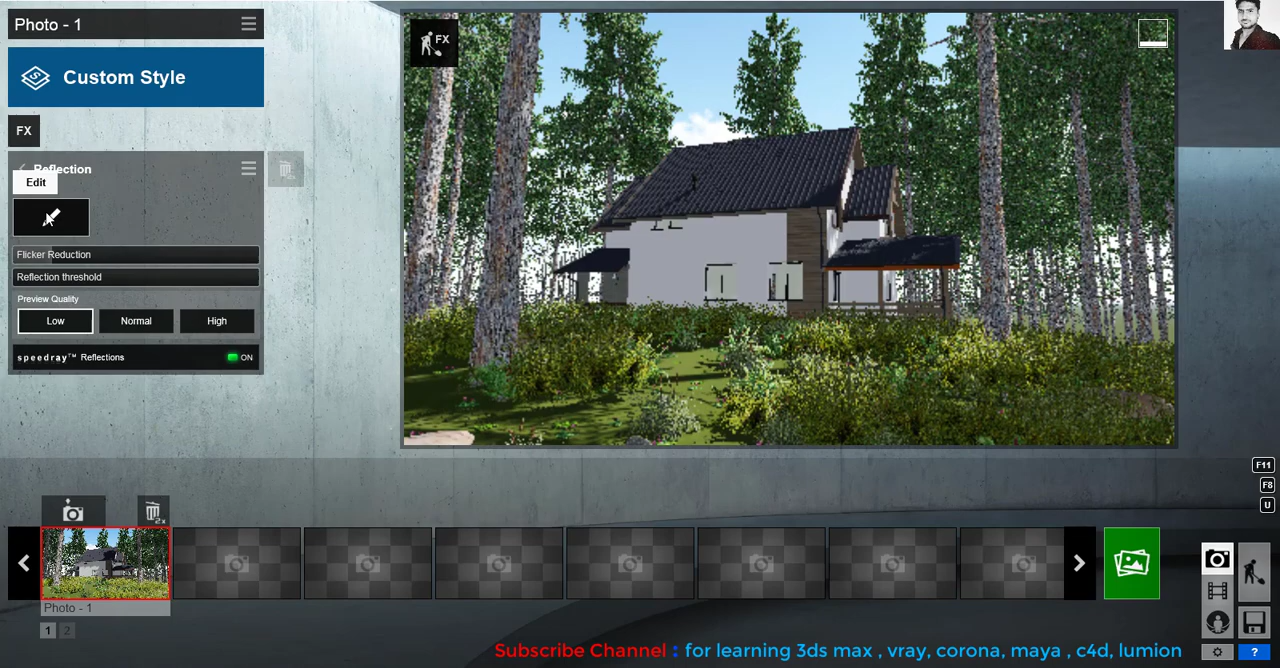 Photo - 1
Custom Style
FX
FX
Reflection
Edit
Flicker Reduction
Reflection threshold
Preview Quality
Low Normal High
speedray™ Reflections ON
F11
F8
U
2x
Photo - 1
1 2
?
Subscribe Channel : for learning 3ds max , vray, corona, maya , c4d, lumion